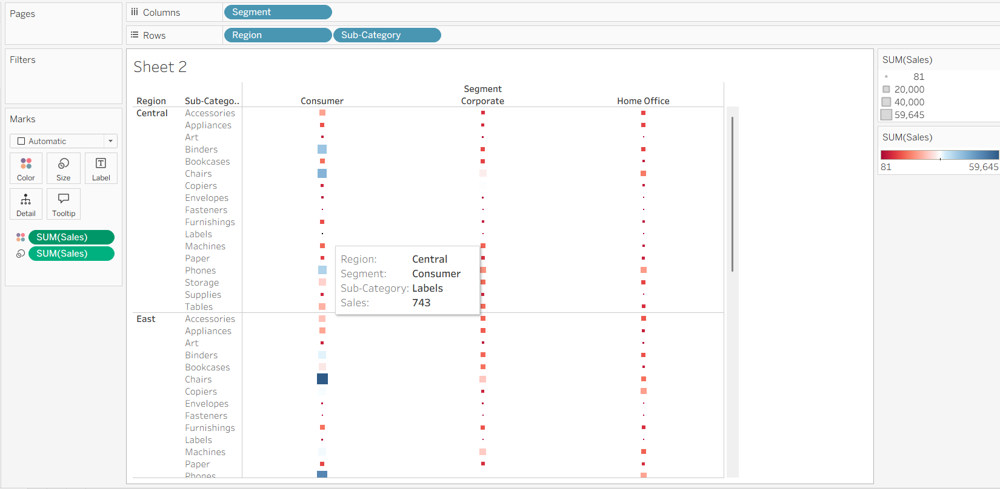 Pages
Columns
Segment
Rows
Region
Sub-Category
Filters
Marks
Automatic
Color
Size
Label
Detail
Tooltip
SUM(Sales)
SUM(Sales)
Sheet 2
Segment
Region
Sub-Catego..
Consumer
Corporate
Home Office
Central
Accessories
Appliances
Art
Binders
Bookcases
Chairs
Copiers
Envelopes
Fasteners
Furnishings
Labels
Machines
Paper
Phones
Storage
Supplies
Tables
East
Accessories
Appliances
Art
Binders
Bookcases
Chairs
Copiers
Envelopes
Fasteners
Furnishings
Labels
Machines
Paper
Phones
Region: Central
Segment: Consumer
Sub-Category: Labels
Sales: 743
SUM(Sales)
81
20,000
40,000
59,645
SUM(Sales)
81
59,645